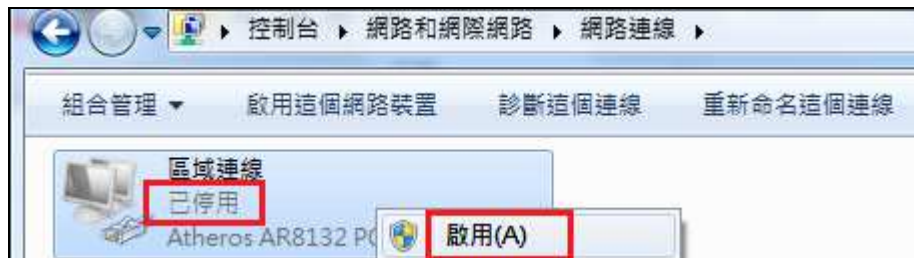 控制台 ▸ 網路和網際網路 ▸ 網路連線 ▸
組合管理 ▼ 啟用這個網路裝置 診斷這個連線 重新命名這個連線
區域連線
已停用
Atheros AR8132 PC
啟用(A)